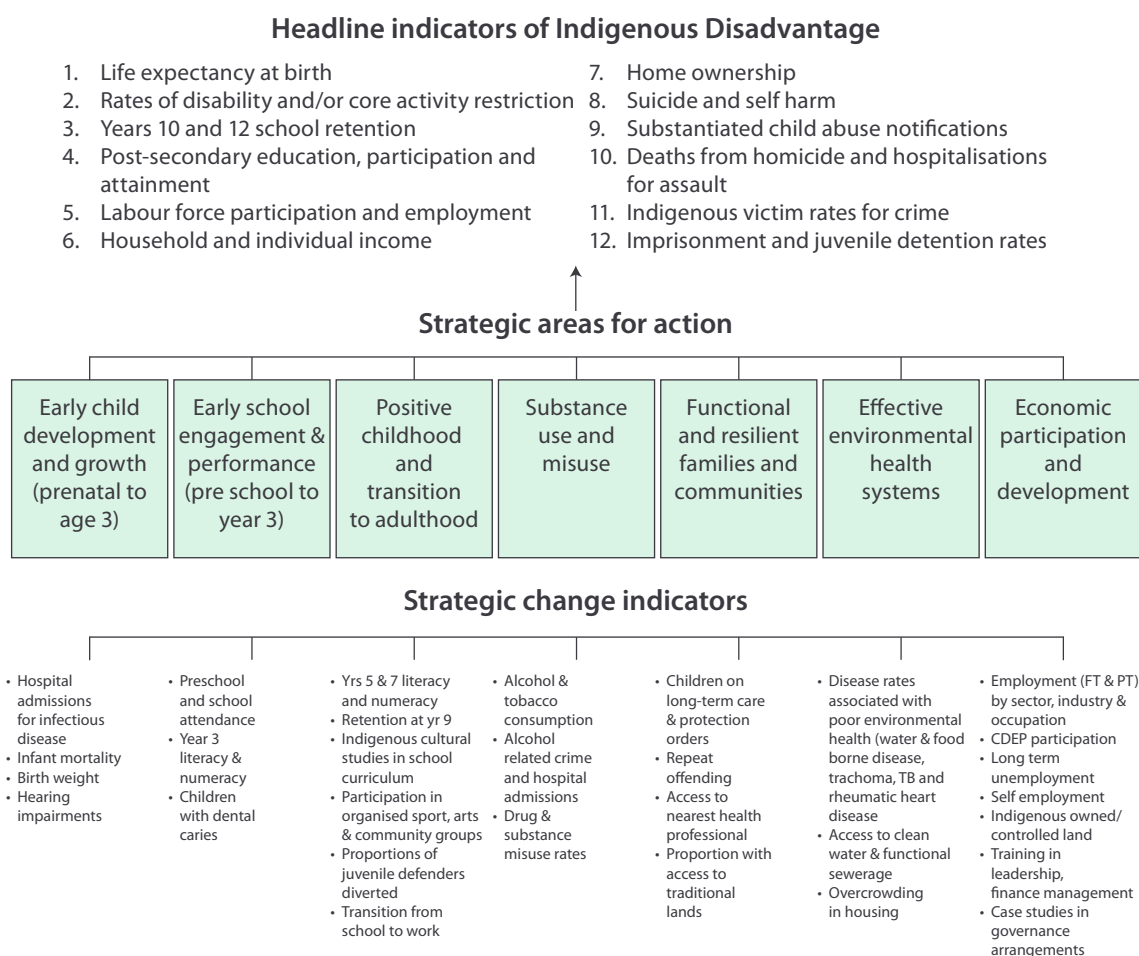 Headline indicators of Indigenous Disadvantage
1. Life expectancy at birth
2. Rates of disability and/or core activity restriction
3. Years 10 and 12 school retention
4. Post-secondary education, participation and
attainment
5. Labour force participation and employment
6. Household and individual income
7. Home ownership
8. Suicide and self harm
9. Substantiated child abuse notifications
10. Deaths from homicide and hospitalisations
for assault
11. Indigenous victim rates for crime
12. Imprisonment and juvenile detention rates
Strategic areas for action
Early child
development
and growth
(prenatal to
age 3)
Early school
engagement &
performance
(pre school to
year 3)
Positive
childhood
and
transition
to adulthood
Substance
use and
misuse
Functional
and resilient
families and
communities
Effective
environmental
health
systems
Economic
participation
and
development
Strategic change indicators
• Hospital
admissions
for infectious
disease
• Infant mortality
• Birth weight
• Hearing
impairments
• Preschool
and school
attendance
• Year 3
literacy &
numeracy
• Children
with dental
caries
• Yrs 5 & 7 literacy
and numeracy
• Retention at yr 9
• Indigenous cultural
studies in school
curriculum
• Participation in
organised sport, arts
& community groups
• Proportions of
juvenile defenders
diverted
• Transition from
school to work
• Alcohol &
tobacco
consumption
• Alcohol
related crime
and hospital
admissions
• Drug &
substance
misuse rates
• Children on
long-term care
& protection
orders
• Repeat
offending
• Access to
nearest health
professional
• Proportion with
access to
traditional
lands
• Disease rates
associated with
poor environmental
health (water & food
borne disease,
trachoma, TB and
rheumatic heart
disease
• Access to clean
water & functional
sewerage
• Overcrowding
in housing
• Employment (FT & PT)
by sector, industry &
occupation
• CDEP participation
• Long term
unemployment
• Self employment
• Indigenous owned/
controlled land
• Training in
leadership,
finance management
• Case studies in
governance
arrangements